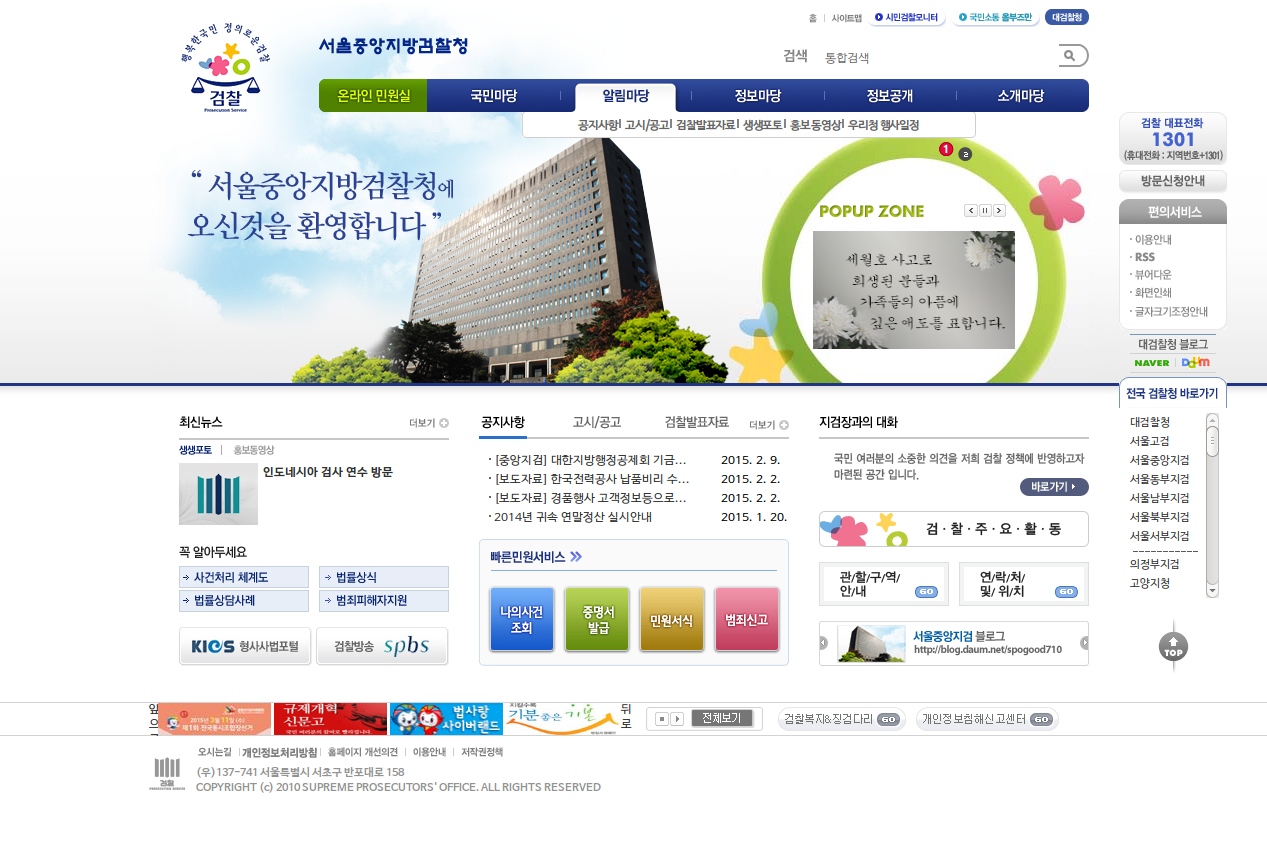 행복한국민 정의로운검찰
검찰
Prosecution Service
서울중앙지방검찰청
홈 사이트맵 시민검찰모니터 국민소통 옴부즈만 대검찰청
검색 통합검색
온라인 민원실 국민마당 알림마당 정보마당 정보공개 소개마당
공지사항 고시/공고 검찰발표자료 생생포토 홍보동영상 우리청 행사일정
“ 서울중앙지방검찰청에
오신것을 환영합니다 ”
1 2
POPUP ZONE
세월호 사고로
희생된 분들과
가족들의 아픔에
깊은 애도를 표합니다.
검찰 대표전화
1301
(휴대전화 : 지역번호+1301)
방문신청안내
편의서비스
· 이용안내
· RSS
· 뷰어다운
· 화면인쇄
· 글자크기조정안내
대검찰청 블로그
NAVER Daum
전국 검찰청 바로가기
대검찰청
서울고검
서울중앙지검
서울동부지검
서울남부지검
서울북부지검
서울서부지검
-----------
의정부지검
고양지청
TOP
최신뉴스 더보기
생생포토 홍보동영상
인도네시아 검사 연수 방문
꼭 알아두세요
사건처리 체계도 법률상식
법률상담사례 범죄피해자지원
KICS 형사사법포털 검찰방송 spbs
공지사항 고시/공고 검찰발표자료 더보기
· [중앙지검] 대한지방행정공제회 기금... 2015. 2. 9.
· [보도자료] 한국전력공사 납품비리 수... 2015. 2. 2.
· [보도자료] 경품행사 고객정보등으로... 2015. 2. 2.
· 2014년 귀속 연말정산 실시안내 2015. 1. 20.
빠른민원서비스
나의사건
조회
증명서
발급
민원서식
범죄신고
지검장과의 대화
국민 여러분의 소중한 의견을 저희 검찰 정책에 반영하고자
마련된 공간 입니다.
바로가기
검·찰·주·요·활·동
관/할/구/역/
안/내 GO
연/락/처/
및/ 위/치 GO
서울중앙지검 블로그
http://blog.daum.net/spogood710
앞
으
2015년 3월 11일 (수)
제1회 전국동시조합장선거
규제개혁
신문고
법사랑
사이버랜드
기분좋은 기본
뒤
로
전체보기
검찰복지&징검다리 GO
개인정보침해신고센터 GO
오시는길 개인정보처리방침 홈페이지 개선의견 이용안내 저작권정책
검찰
PROSECUTION SERVICE
(우)137-741 서울특별시 서초구 반포대로 158
COPYRIGHT (c) 2010 SUPREME PROSECUTORS' OFFICE. ALL RIGHTS RESERVED